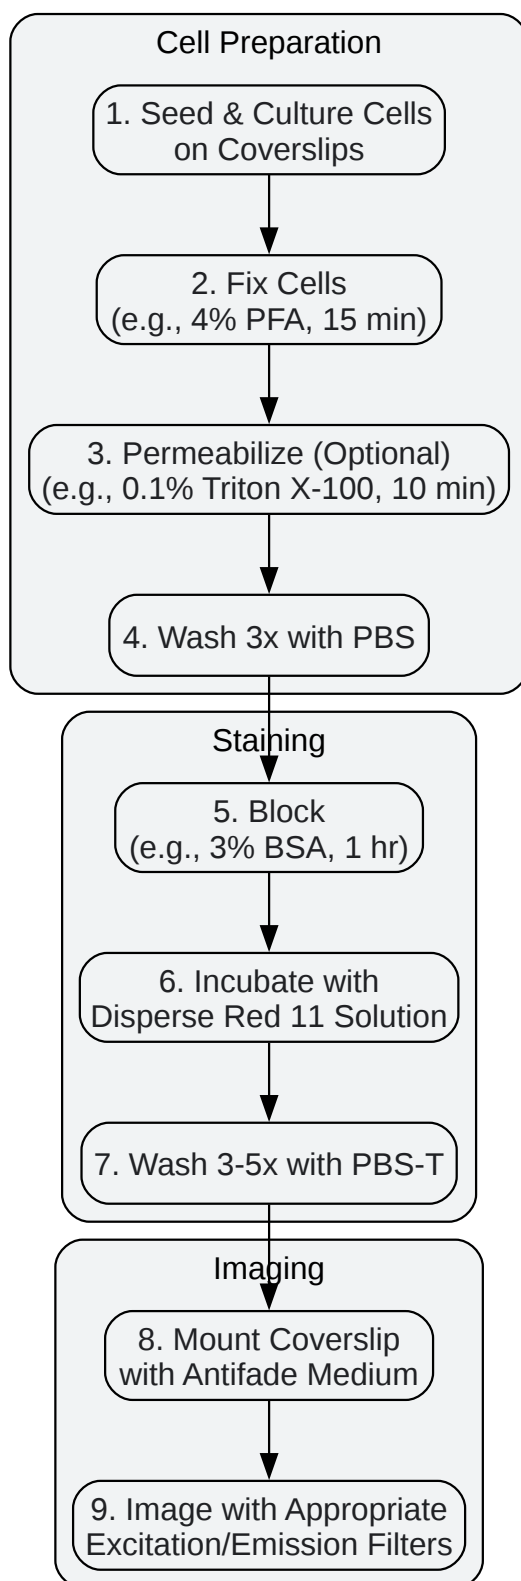 Cell Preparation
1. Seed & Culture Cells
on Coverslips
2. Fix Cells
(e.g., 4% PFA, 15 min)
3. Permeabilize (Optional)
(e.g., 0.1% Triton X-100, 10 min)
4. Wash 3x with PBS
Staining
5. Block
(e.g., 3% BSA, 1 hr)
6. Incubate with
Disperse Red 11 Solution
7. Wash 3-5x with PBS-T
Imaging
8. Mount Coverslip
with Antifade Medium
9. Image with Appropriate
Excitation/Emission Filters